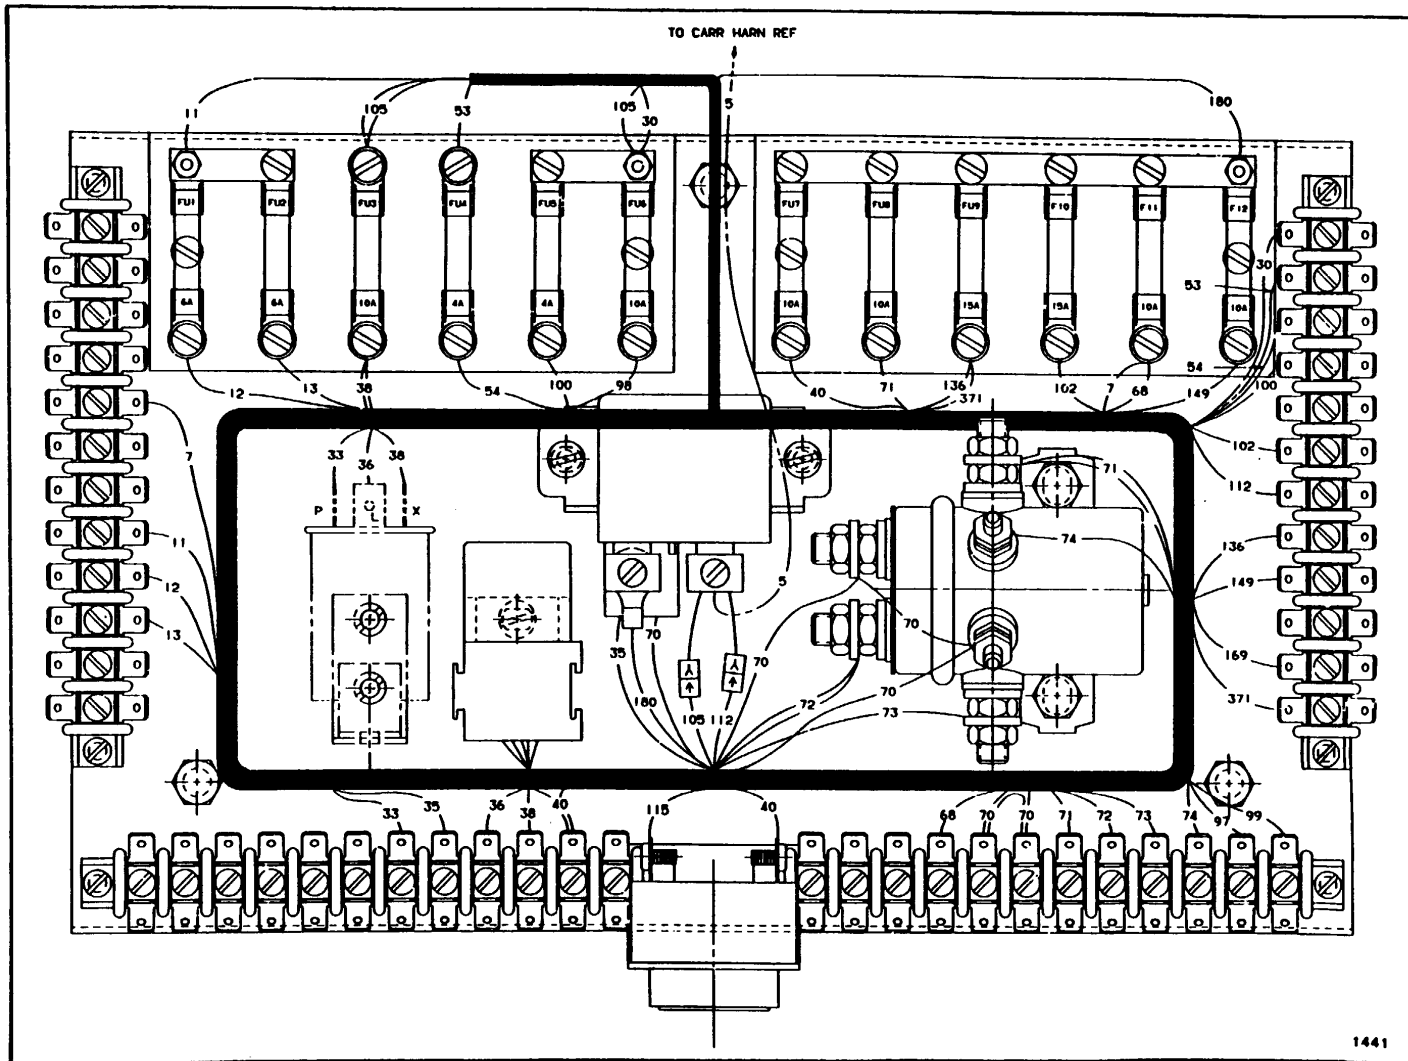 TO CARR HARN REF
11 105 53 105 30 5 180
FU1 FU2 FU3 FU4 FU5 FU6 FU7 FU8 FU9 F10 F11 F12
30
53
6A 6A 10A 4A 4A 10A 10A 10A 15A 15A 10A 10A
54
12 13 38 54 100 98 40 71 136 371 102 7 68 149 100
33 36 38 102
7 71 112
P L X
11 74 136
12 5 149
13 35 70 70 70 169
70
105 180 112 72 73 371
33 35 36 38 40 115 40 68 70 70 71 72 73 74 97 99
1441